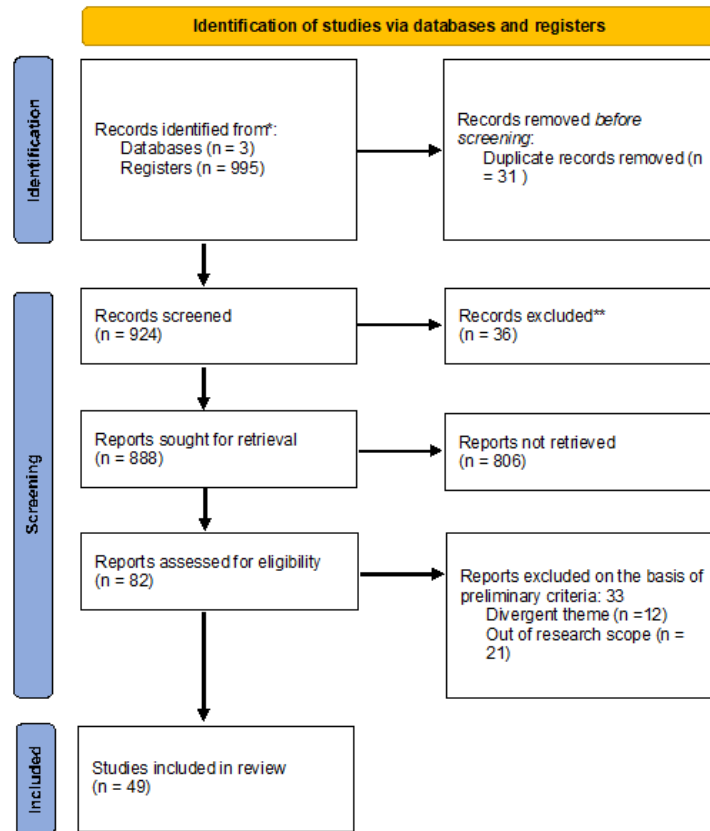 Identification of studies via databases and registers
Identification
Records identified from*:
Databases (n = 3)
Registers (n = 995)
Records removed before
screening:
Duplicate records removed (n
= 31 )
Screening
Records screened
(n = 924)
Records excluded**
(n = 36)
Reports sought for retrieval
(n = 888)
Reports not retrieved
(n = 806)
Reports assessed for eligibility
(n = 82)
Reports excluded on the basis of
preliminary criteria: 33
Divergent theme (n =12)
Out of research scope (n =
21)
Included
Studies included in review
(n = 49)